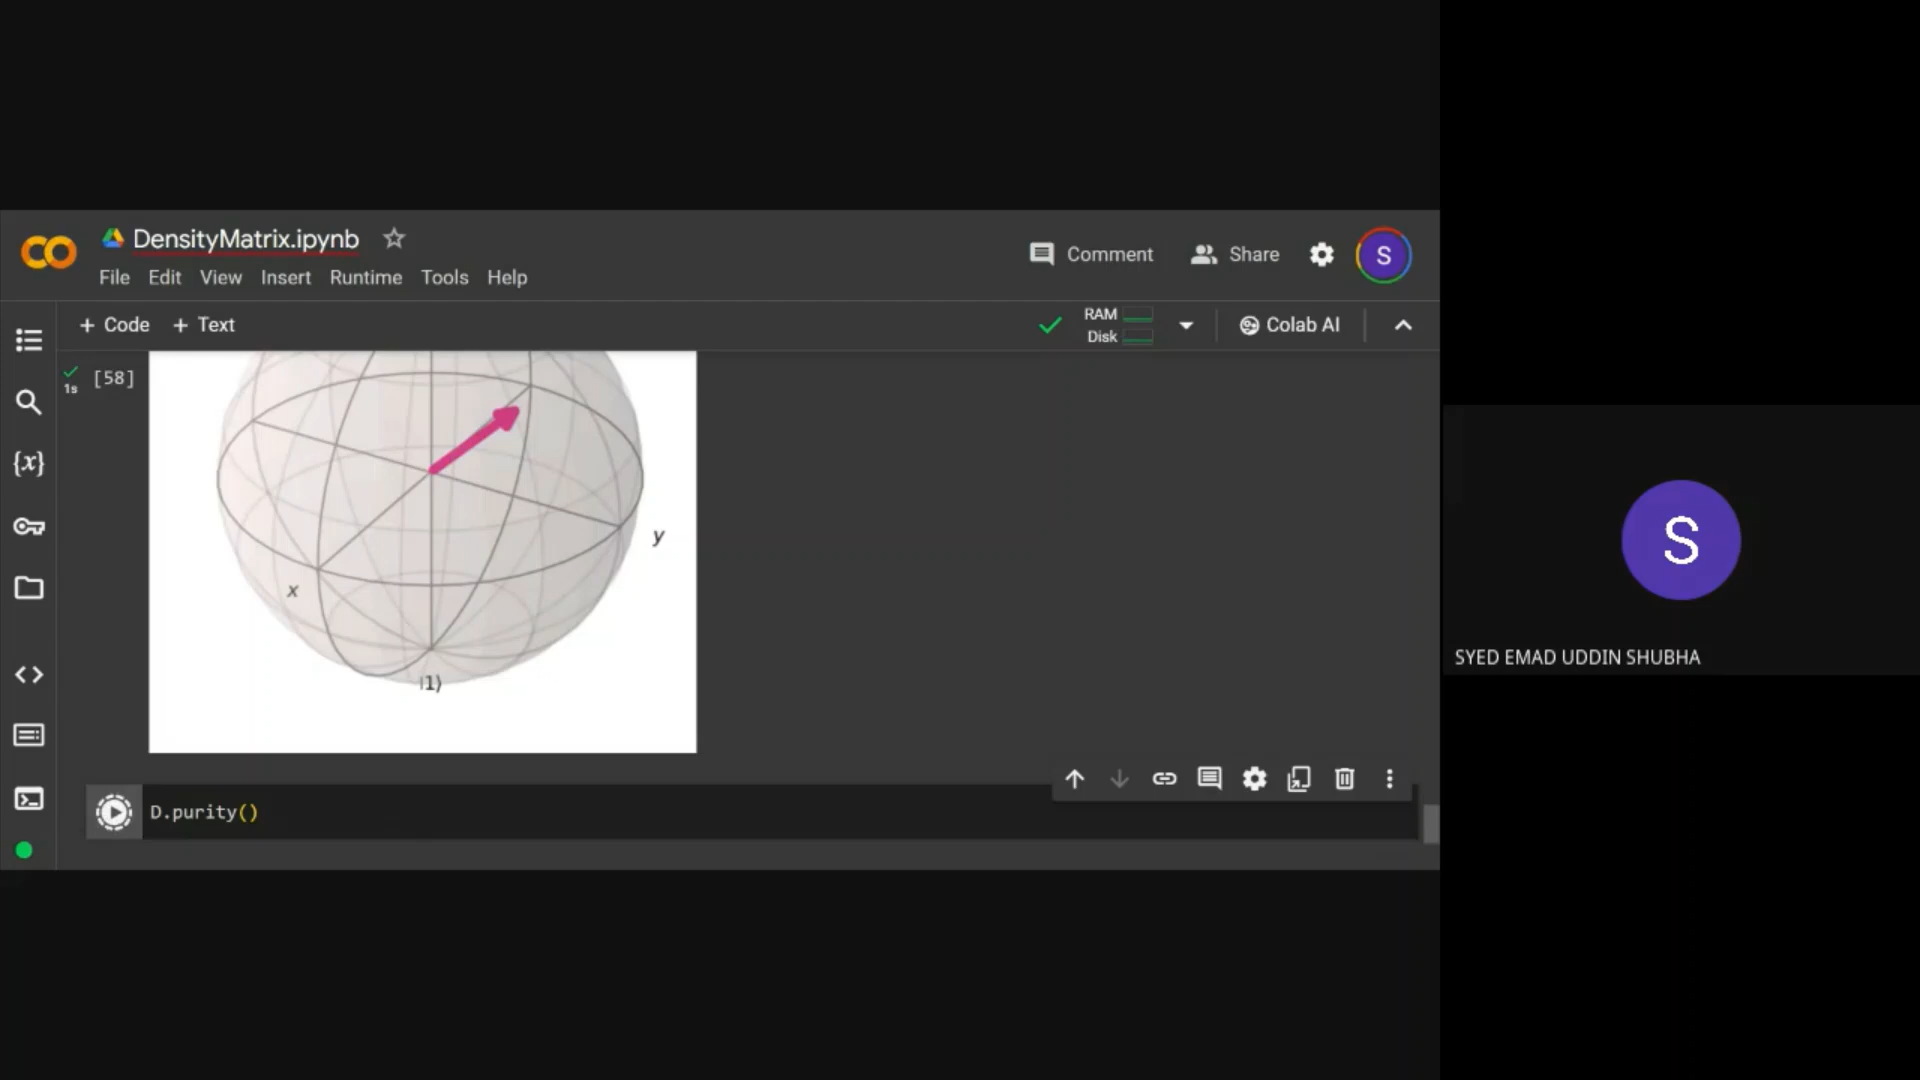 DensityMatrix.ipynb
File Edit View Insert Runtime Tools Help
Comment Share S
+ Code + Text
RAM
Disk
Colab AI
1s [58]
{x}
y
x
|1⟩
D.purity()
S
SYED EMAD UDDIN SHUBHA